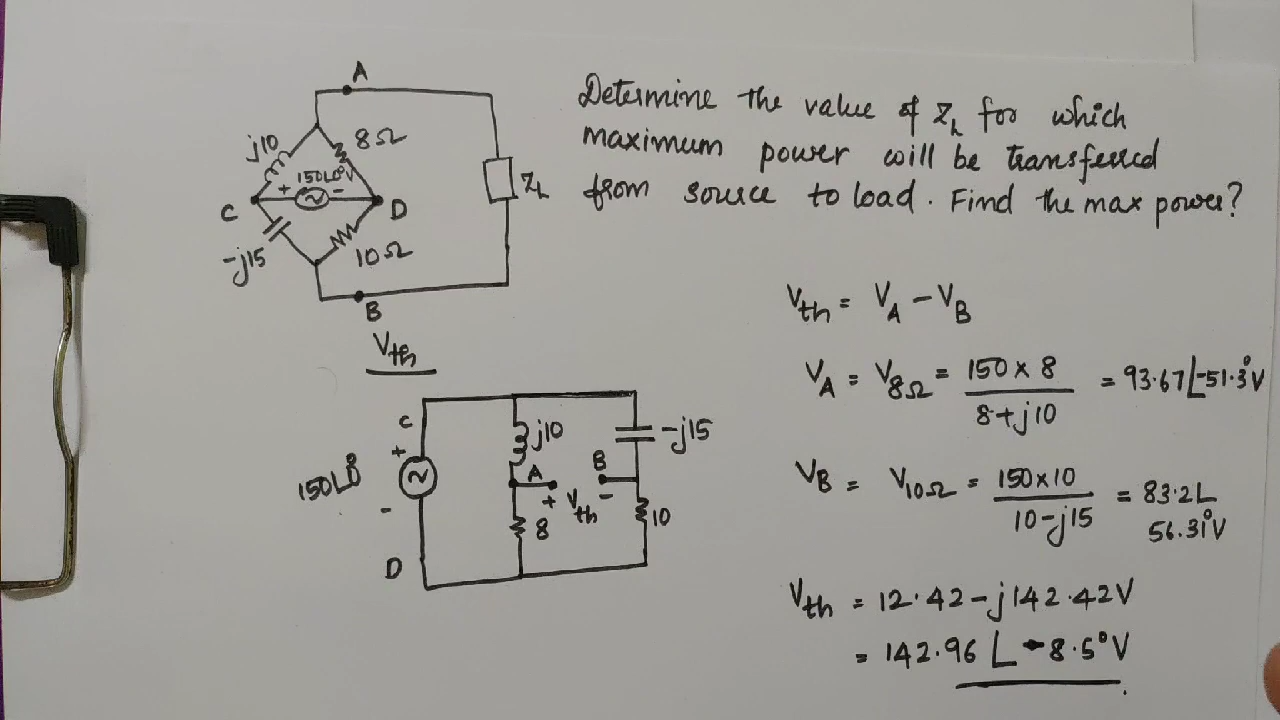 Determine the value of Z_L for which
maximum power will be transferred
from source to load. Find the max power?
A
j10
8Ω
150∠0°V
+
-
C
D
Z_L
-j15
10Ω
B
V_th = V_A - V_B
V_th
V_A = V_8Ω = 150 x 8 / 8+j10 = 93.67∠-51.3°V
C
+
j10
-j15
150∠0°
A
B
+ V_th -
-
8
10
D
V_B = V_10Ω = 150x10 / 10-j15 = 83.2∠
56.31°V
V_th = 12.42-j142.42V
= 142.96∠-8.5°V